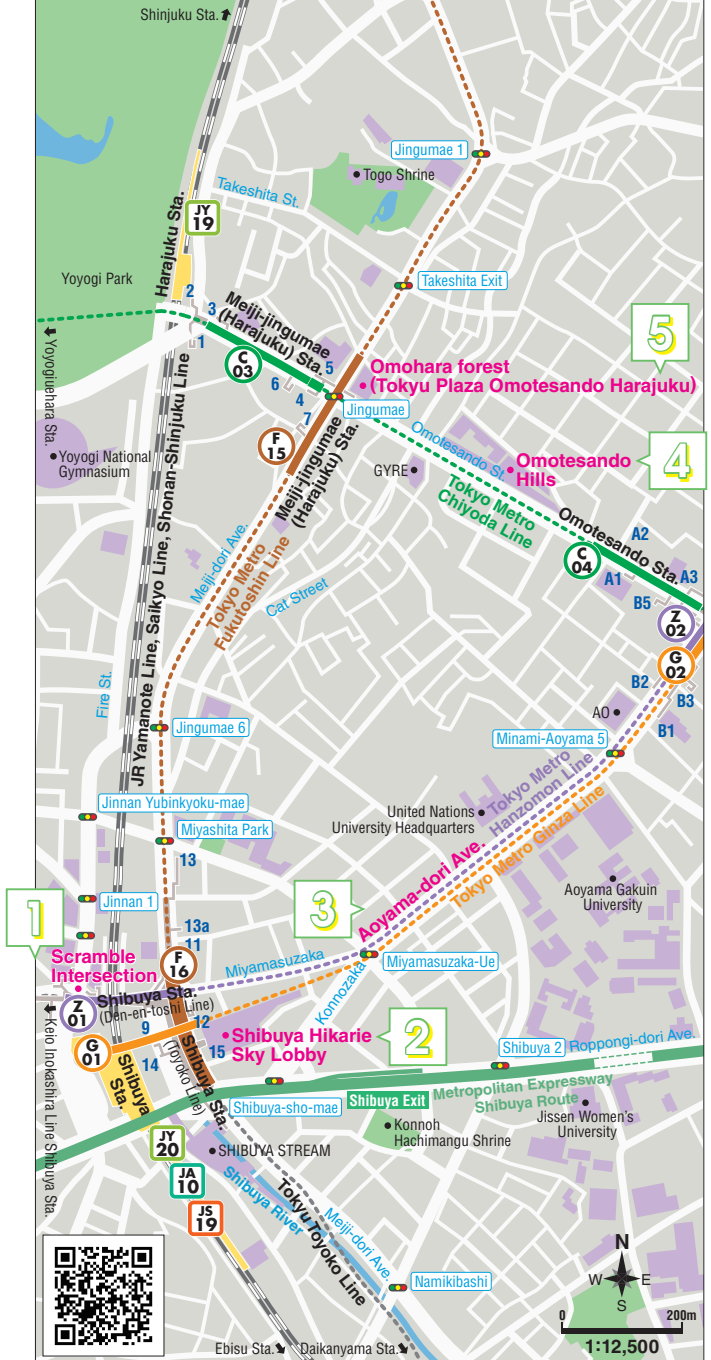 Shinjuku Sta.
Jingumae 1
Togo Shrine
Takeshita St.
JY
19
Harajuku Sta.
Yoyogi Park
Takeshita Exit
2
3
1
Meiji-jingumae
(Harajuku) Sta.
C
03
5
6
4
7
5
Omohara forest
(Tokyu Plaza Omotesando Harajuku)
Jingumae
Yoyogiuehara Sta.
F
15
Meiji-jingumae
(Harajuku) Sta.
Yoyogi National
Gymnasium
Omotesando St.
GYRE
Omotesando
Hills
4
Tokyo Metro
Chiyoda Line
Omotesando Sta.
C
04
A2
A1
A3
B5
Z
02
G
02
B2
B3
B1
AO
Meiji-dori Ave.
Tokyo Metro
Fukutoshin Line
Cat Street
JR Yamanote Line, Saikyo Line, Shonan-Shinjuku Line
Fire St.
Jingumae 6
Minami-Aoyama 5
Jinnan Yubinkyoku-mae
Miyashita Park
United Nations
University Headquarters
Tokyo Metro
Hanzomon Line
Tokyo Metro Ginza Line
13
Aoyama Gakuin
University
Jinnan 1
1
3
Aoyama-dori Ave.
13a
11
Scramble
Intersection
F
16
Miyamasuzaka
Miyamasuzaka-Ue
Konnozaka
Z
01
Shibuya Sta.
(Den-en-toshi Line)
9
12
G
01
14
15
Shibuya Hikarie
Sky Lobby
2
Keio Inokashira Line Shibuya Sta.
Shibuya
Sta.
Shibuya Sta.
(Toyoko Line)
Shibuya 2
Roppongi-dori Ave.
Shibuya-sho-mae
Shibuya Exit
Metropolitan Expressway
Shibuya Route
Konnoh
Hachimangu Shrine
Jissen Women's
University
JY
20
SHIBUYA STREAM
JA
10
JS
19
Shibuya River
Tokyu Toyoko Line
Meiji-dori Ave.
Namikibashi
N
W
E
S
0
200m
1:12,500
Ebisu Sta.
Daikanyama Sta.